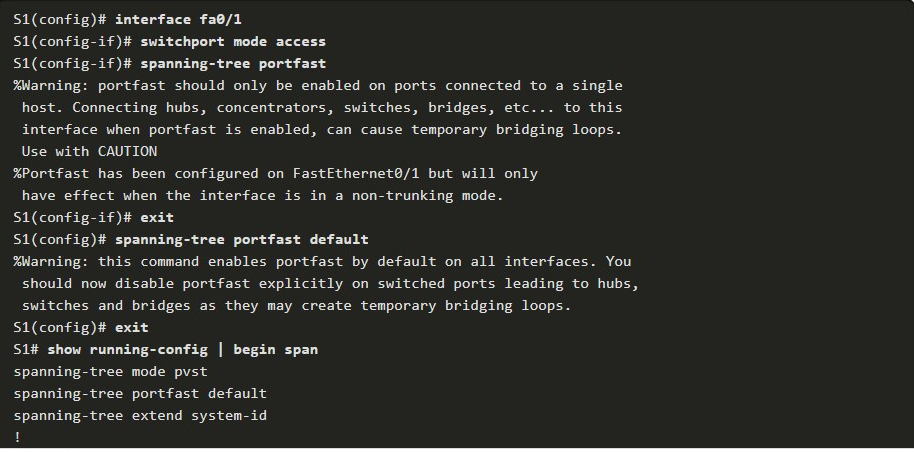 S1(config)# interface fa0/1
S1(config-if)# switchport mode access
S1(config-if)# spanning-tree portfast
%Warning: portfast should only be enabled on ports connected to a single
 host. Connecting hubs, concentrators, switches, bridges, etc... to this
 interface when portfast is enabled, can cause temporary bridging loops.
 Use with CAUTION
%Portfast has been configured on FastEthernet0/1 but will only
 have effect when the interface is in a non-trunking mode.
S1(config-if)# exit
S1(config)# spanning-tree portfast default
%Warning: this command enables portfast by default on all interfaces. You
 should now disable portfast explicitly on switched ports leading to hubs,
 switches and bridges as they may create temporary bridging loops.
S1(config)# exit
S1# show running-config | begin span
spanning-tree mode pvst
spanning-tree portfast default
spanning-tree extend system-id
!